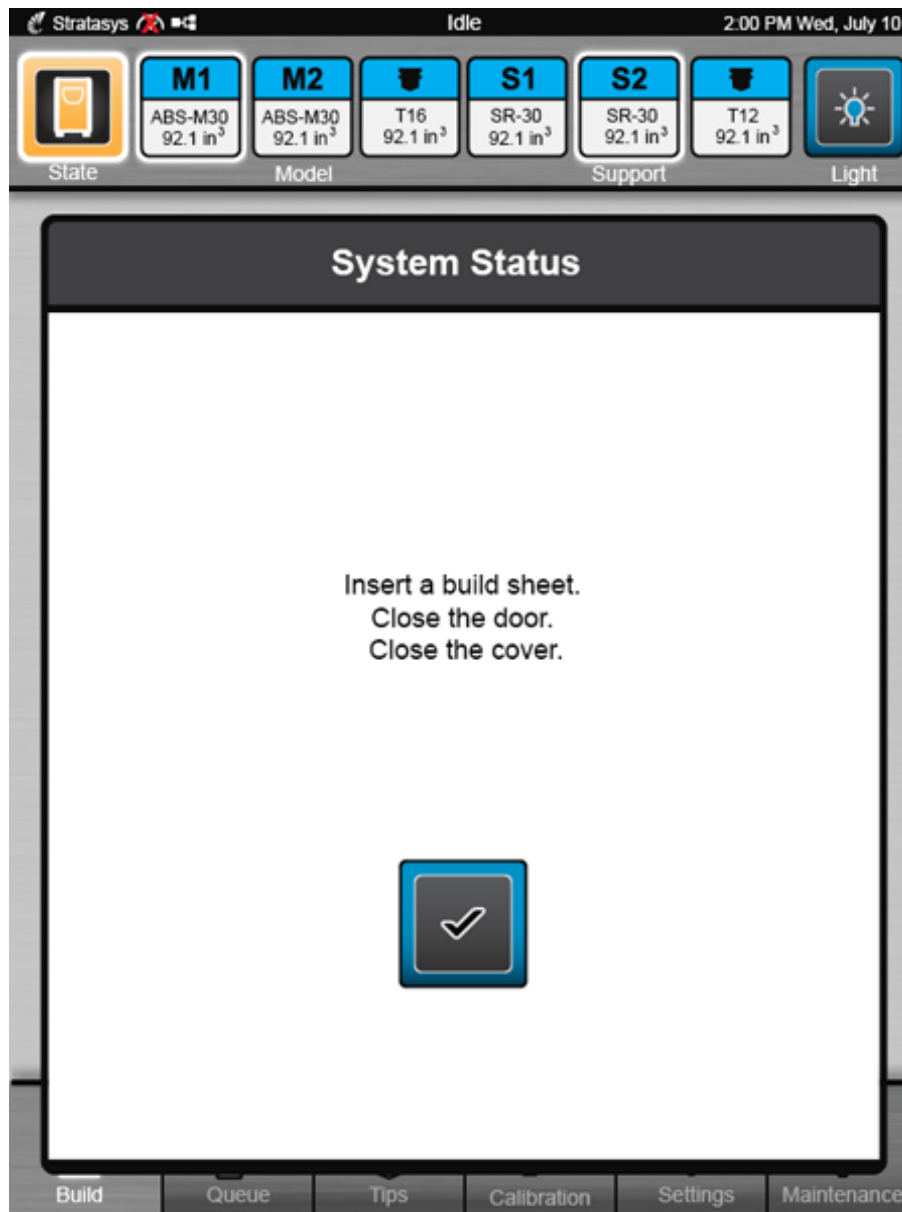 Stratasys
Idle
2:00 PM Wed, July 10
M1
ABS-M30
92.1 in³
M2
ABS-M30
92.1 in³
T16
92.1 in³
S1
SR-30
92.1 in³
S2
SR-30
92.1 in³
T12
92.1 in³
State
Model
Support
Light
System Status
Insert a build sheet.
Close the door.
Close the cover.
Build
Queue
Tips
Calibration
Settings
Maintenance